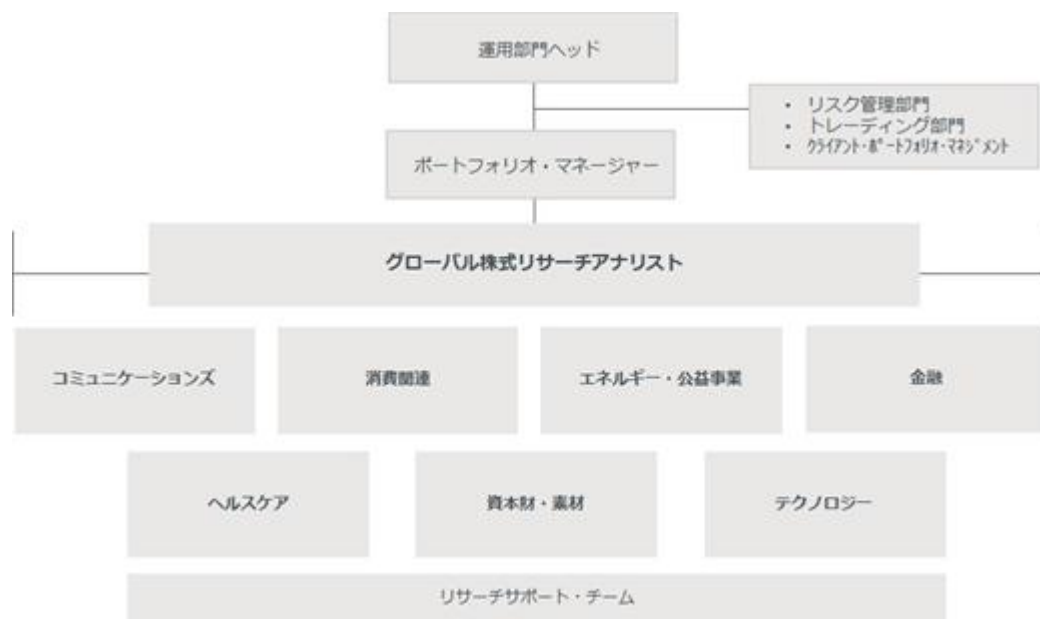 運用部門ヘッド
• リスク管理部門
• トレーディング部門
• クライアント・ポートフォリオ・マネジメント
ポートフォリオ・マネージャー
グローバル株式リサーチアナリスト
コミュニケーションズ
消費関連
エネルギー・公益事業
金融
ヘルスケア
資本財・素材
テクノロジー
リサーチサポート・チーム